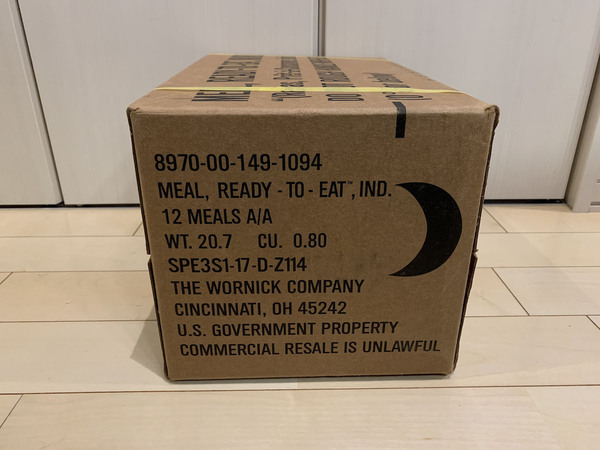 8970-00-149-1094
MEAL, READY - TO - EAT™, IND.
12 MEALS A/A
WT. 20.7 CU. 0.80
SPE3S1-17-D-Z114
THE WORNICK COMPANY
CINCINNATI, OH 45242
U.S. GOVERNMENT PROPERTY
COMMERCIAL RESALE IS UNLAWFUL